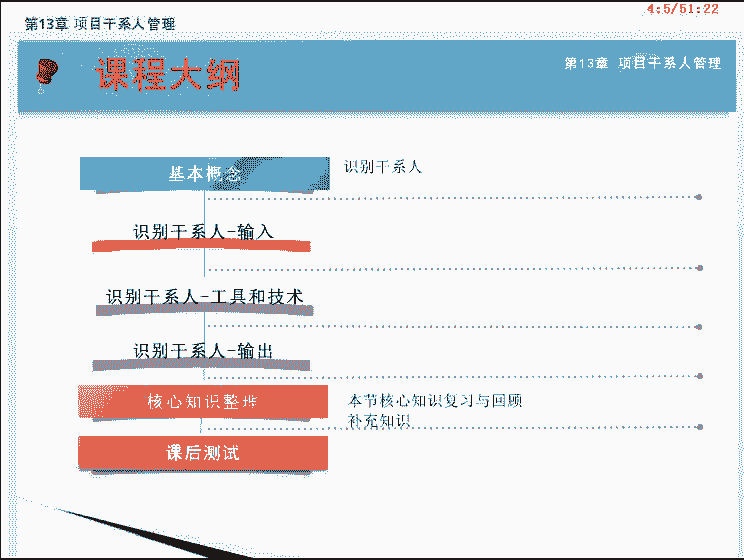 4:5/51:22
第13章 项目干系人管理
课程大纲
第13章 项目干系人管理
基本概念
识别干系人
识别干系人-输入
识别干系人-工具和技术
识别干系人-输出
核心知识整理
本节核心知识复习与回顾
补充知识
课后测试